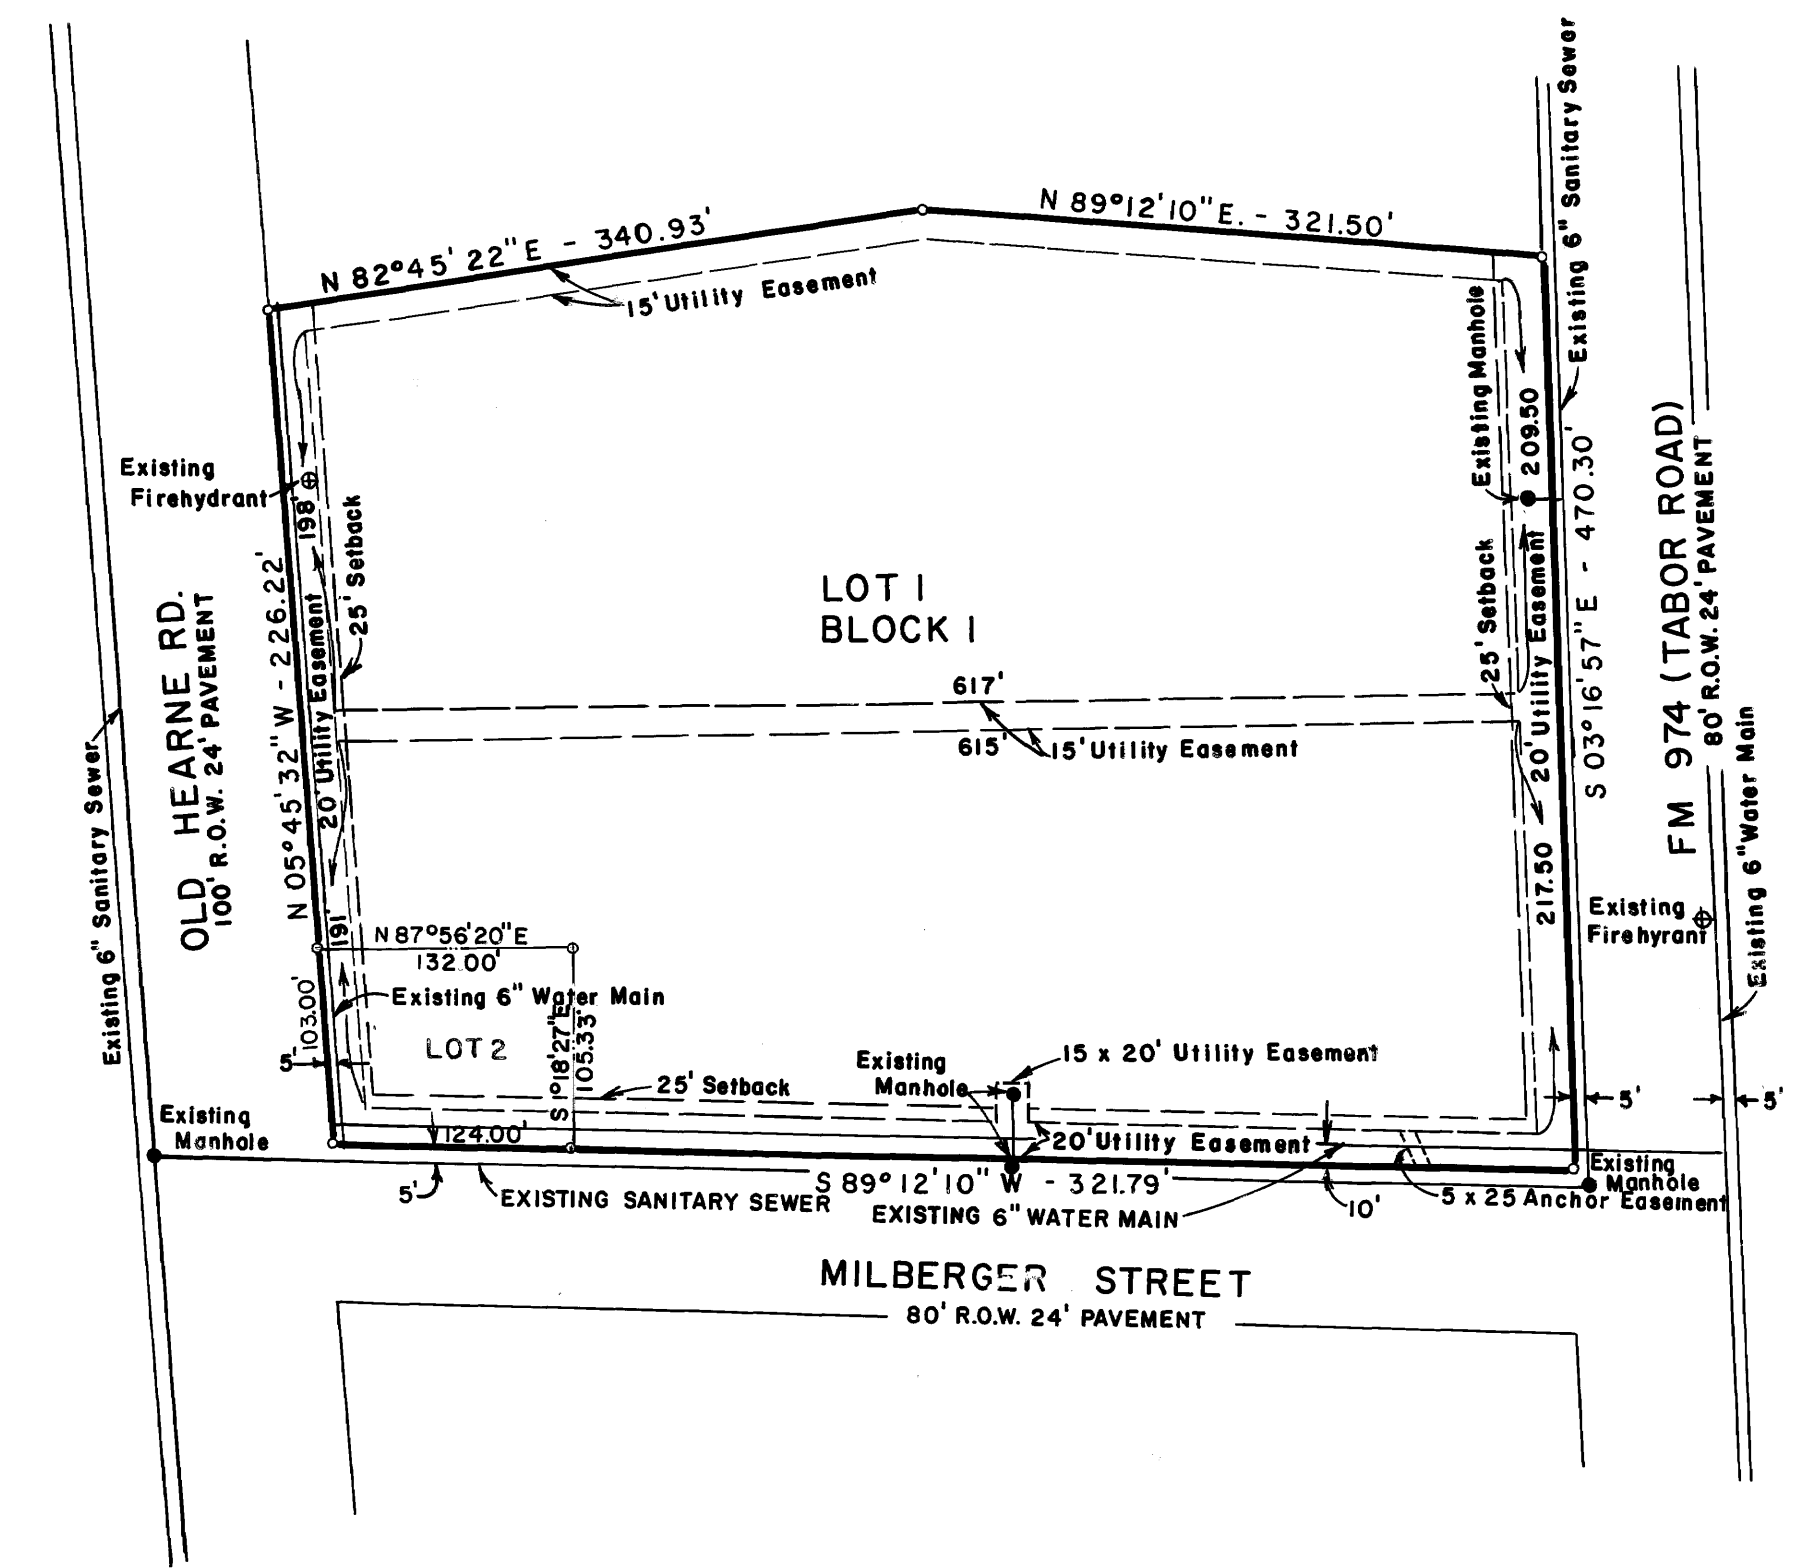 N 82°45' 22" E - 340.93'
N 89°12'10" E. - 321.50'
Existing 6" Sanitary Sewer
15' Utility Easement
Existing Manhole
209.50
Existing
Firehydrant
198'
25' Setback
N 05°45'32" W - 226.22'
20' Utility Easement
OLD HEARNE RD.
100' R.O.W. 24' PAVEMENT
Existing 6" Sanitary Sewer
LOT 1
BLOCK 1
617'
615'
15' Utility Easement
25' Setback
20' Utility Easement
S 03°16'57" E - 470.30'
FM 974 (TABOR ROAD)
80' R.O.W. 24' PAVEMENT
Existing 6" Water Main
217.50
Existing
Firehyrant
191'
N 87°56'20" E
132.00'
103.00'
Existing 6" Water Main
LOT 2
S 1°18'27" E
105.33'
5'
25' Setback
Existing
Manhole
15 x 20' Utility Easement
5'
5'
Existing
Manhole
124.00'
20' Utility Easement
Existing
Manhole
5'
EXISTING SANITARY SEWER
S 89°12'10" W - 321.79'
EXISTING 6" WATER MAIN
10'
5 x 25 Anchor Easement
MILBERGER STREET
80' R.O.W. 24' PAVEMENT